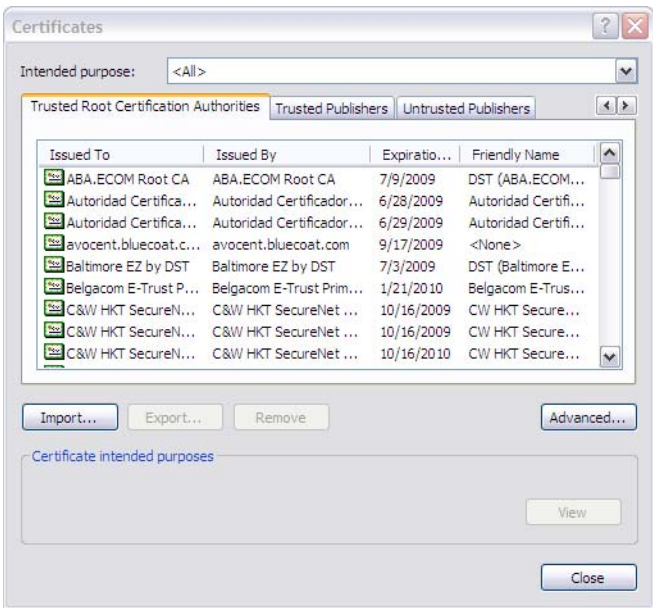 Certificates
Intended purpose: <All>
Trusted Root Certification Authorities Trusted Publishers Untrusted Publishers
Issued To Issued By Expiratio... Friendly Name
ABA.ECOM Root CA ABA.ECOM Root CA 7/9/2009 DST (ABA.ECOM...
Autoridad Certifica... Autoridad Certificador... 6/28/2009 Autoridad Certifi...
Autoridad Certifica... Autoridad Certificador... 6/29/2009 Autoridad Certifi...
avocent.bluecoat.c... avocent.bluecoat.com 9/17/2009 <None>
Baltimore EZ by DST Baltimore EZ by DST 7/3/2009 DST (Baltimore E...
Belgacom E-Trust P... Belgacom E-Trust Prim... 1/21/2010 Belgacom E-Trus...
C&W HKT SecureN... C&W HKT SecureNet ... 10/16/2009 CW HKT Secure...
C&W HKT SecureN... C&W HKT SecureNet ... 10/16/2009 CW HKT Secure...
C&W HKT SecureN... C&W HKT SecureNet ... 10/16/2010 CW HKT Secure...
Import... Export... Remove Advanced...
Certificate intended purposes
View
Close